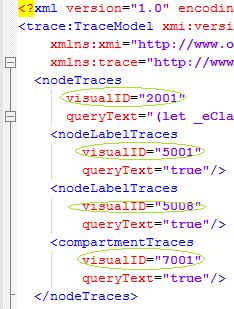 <?xml version="1.0" encodin
<trace:TraceModel xmi:versi
xmlns:xmi="http://www.o
xmlns:trace="http://www
<nodeTraces
visualID="2001"
queryText="(let _eCla
<nodeLabelTraces
visualID="5001"
queryText="true"/>
<nodeLabelTraces
visualID="5008"
queryText="true"/>
<compartmentTraces
visualID="7001"
queryText="true"/>
</nodeTraces>